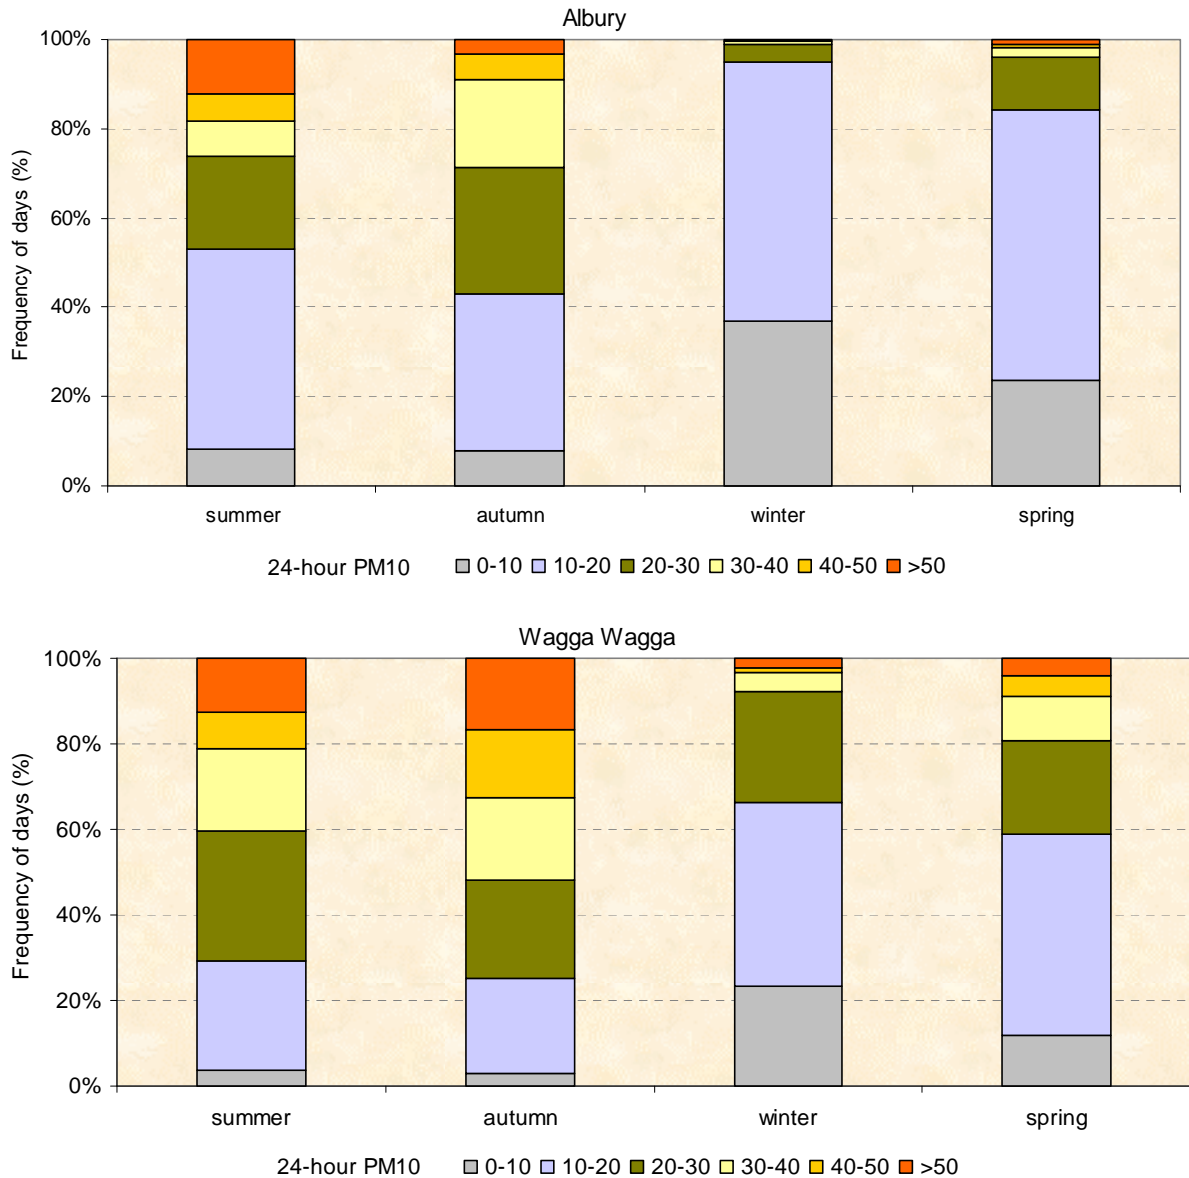 Albury
Frequency of days (%)
100%
80%
60%
40%
20%
0%
summer autumn winter spring
24-hour PM10 0-10 10-20 20-30 30-40 40-50 >50
Wagga Wagga
Frequency of days (%)
100%
80%
60%
40%
20%
0%
summer autumn winter spring
24-hour PM10 0-10 10-20 20-30 30-40 40-50 >50